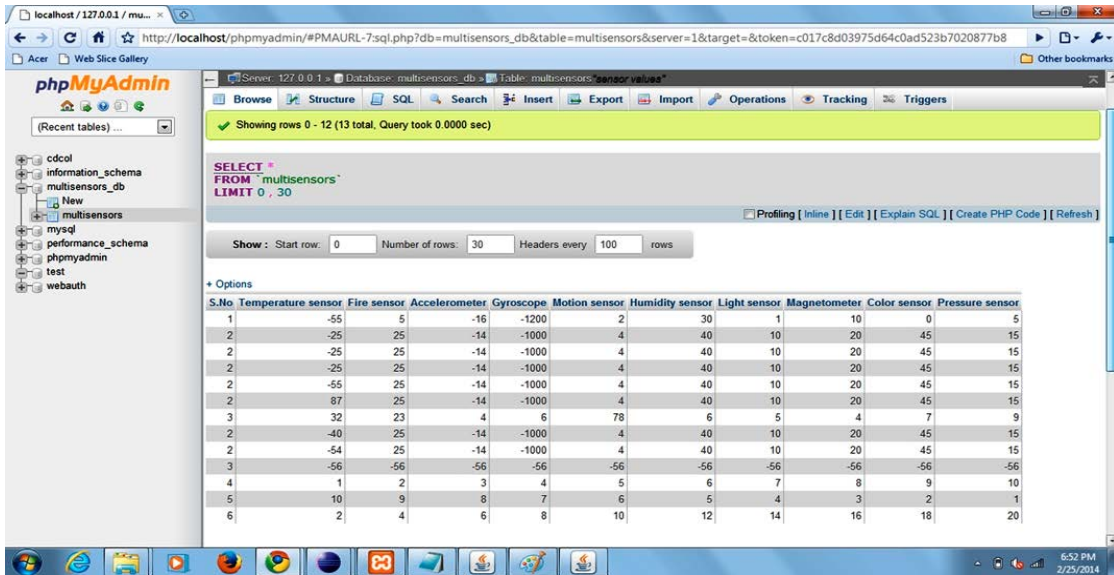 localhost / 127.0.0.1 / mu...
http://localhost/phpmyadmin/#PMAURL-7:sql.php?db=multisensors_db&table=multisensors&server=1&target=&token=c017c8d03975d64c0ad523b7020877b8
Acer Web Slice Gallery Other bookmarks
phpMyAdmin
(Recent tables) ...
cdcol
information_schema
multisensors_db
New
multisensors
mysql
performance_schema
phpmyadmin
test
webauth
Server: 127.0.0.1 » Database: multisensors_db » Table: multisensors "sensor values"
Browse Structure SQL Search Insert Export Import Operations Tracking Triggers
Showing rows 0 - 12 (13 total, Query took 0.0000 sec)
SELECT *
FROM `multisensors`
LIMIT 0 , 30
Profiling [ Inline ] [ Edit ] [ Explain SQL ] [ Create PHP Code ] [ Refresh ]
Show : Start row: 0 Number of rows: 30 Headers every 100 rows
+ Options
S.No Temperature sensor Fire sensor Accelerometer Gyroscope Motion sensor Humidity sensor Light sensor Magnetometer Color sensor Pressure sensor
1 -55 5 -16 -1200 2 30 1 10 0 5
2 -25 25 -14 -1000 4 40 10 20 45 15
2 -25 25 -14 -1000 4 40 10 20 45 15
2 -25 25 -14 -1000 4 40 10 20 45 15
2 -55 25 -14 -1000 4 40 10 20 45 15
2 87 25 -14 -1000 4 40 10 20 45 15
3 32 23 4 6 78 6 5 4 7 9
2 -40 25 -14 -1000 4 40 10 20 45 15
2 -54 25 -14 -1000 4 40 10 20 45 15
3 -56 -56 -56 -56 -56 -56 -56 -56 -56 -56
4 1 2 3 4 5 6 7 8 9 10
5 10 9 8 7 6 5 4 3 2 1
6 2 4 6 8 10 12 14 16 18 20
6:52 PM
2/25/2014